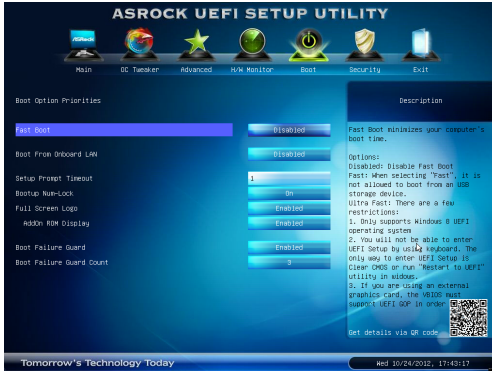 ASROCK UEFI SETUP UTILITY
ASRock
Main OC Tweaker Advanced H/W Monitor Boot Security Exit
Boot Option Priorities
Fast Boot Disabled
Boot From Onboard LAN Disabled
Setup Prompt Timeout 1
Bootup Num-Lock On
Full Screen Logo Enabled
AddOn ROM Display Enabled
Boot Failure Guard Enabled
Boot Failure Guard Count 3
Description
Fast Boot minimizes your computer's
boot time.
Options:
Disabled: Disable Fast Boot
Fast: When selecting "Fast", it is
not allowed to boot from an USB
storage device.
Ultra Fast: There are a few
restrictions:
1. Only supports Windows 8 UEFI
operating system
2. You will not be able to enter
UEFI Setup by using keyboard. The
only way to enter UEFI Setup is
Clear CMOS or run "Restart to UEFI"
utility in widows.
3. If you are using an external
graphics card, the VBIOS must
support UEFI GOP in order
Get details via QR code
Tomorrow's Technology Today
Wed 10/24/2012, 17:43:17